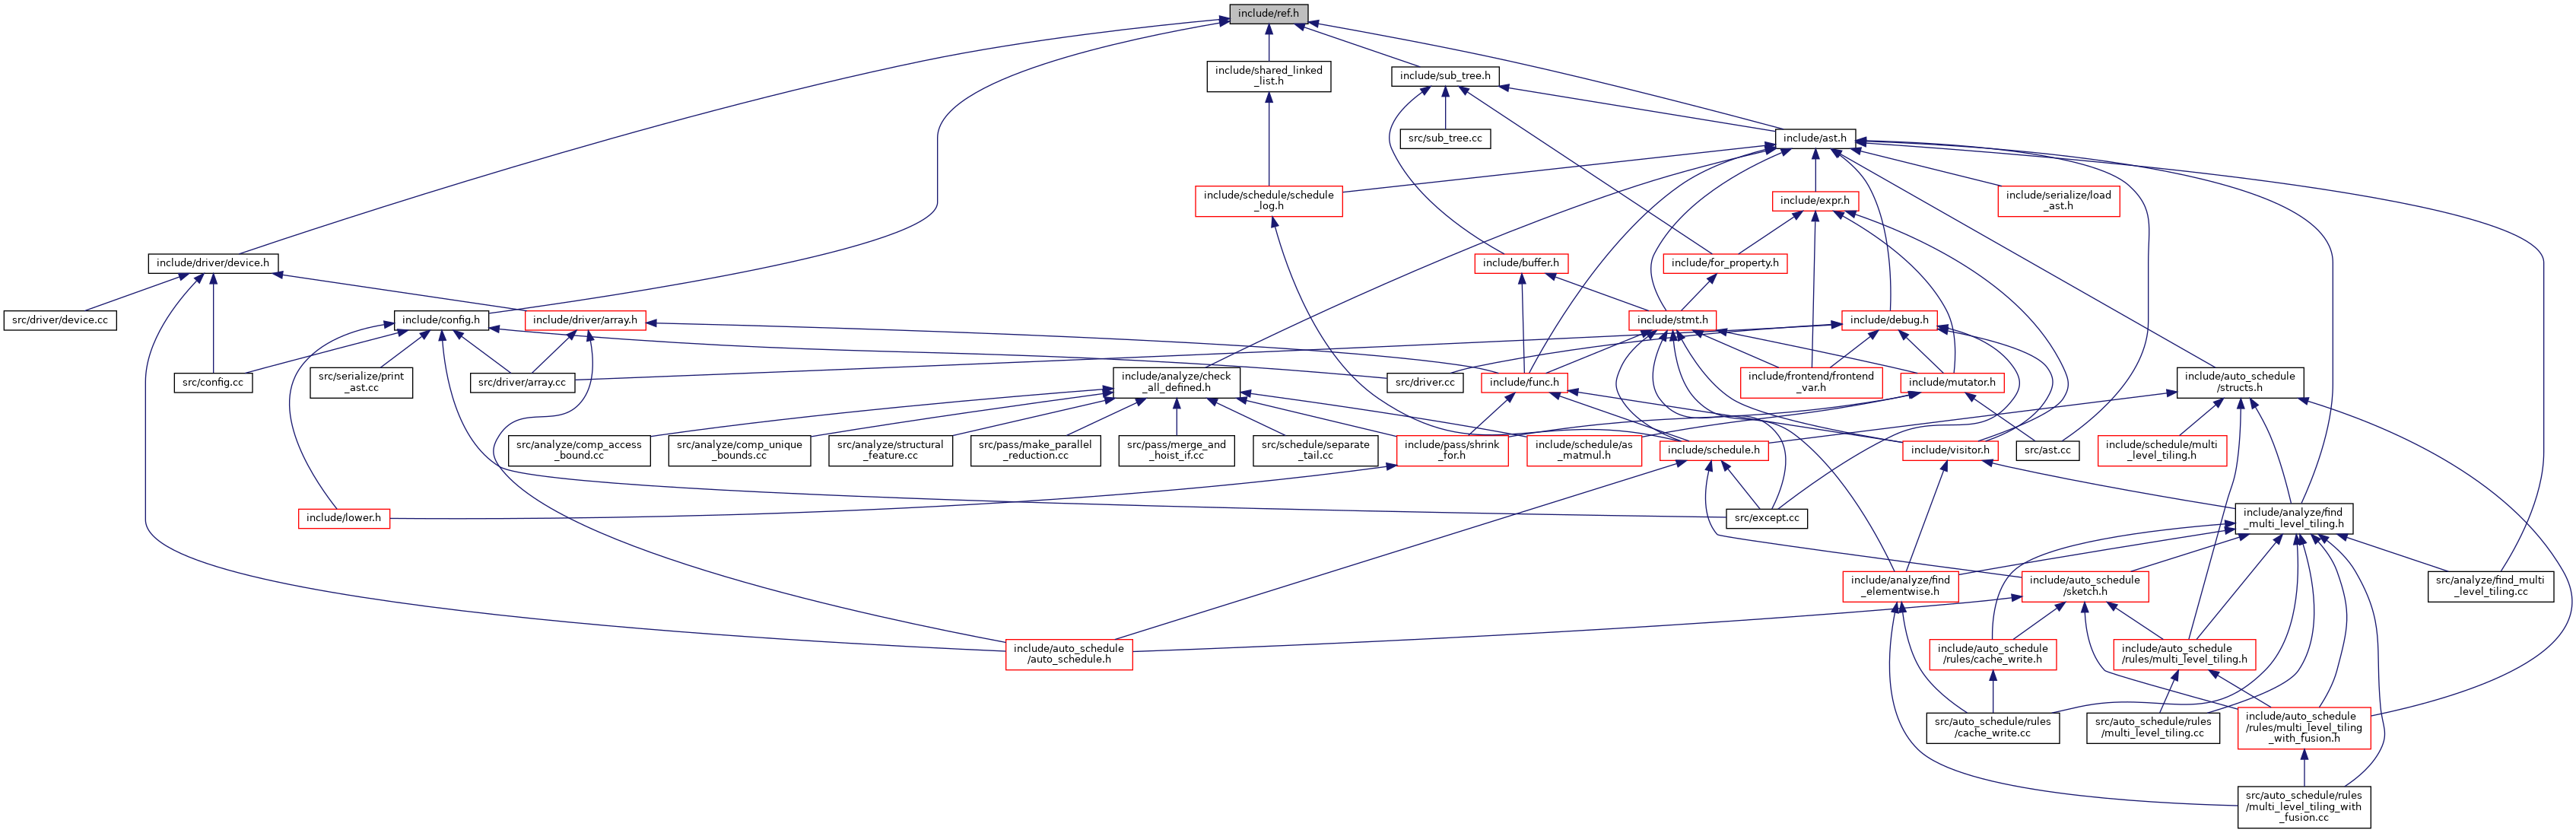 include/ref.h
include/shared_linked
_list.h
include/sub_tree.h
src/sub_tree.cc
include/ast.h
include/schedule/schedule
_log.h
include/expr.h
include/serialize/load
_ast.h
include/driver/device.h
include/buffer.h
include/for_property.h
src/driver/device.cc
include/config.h
include/driver/array.h
include/stmt.h
include/debug.h
src/config.cc
src/serialize/print
_ast.cc
src/driver/array.cc
include/analyze/check
_all_defined.h
src/driver.cc
include/func.h
include/frontend/frontend
_var.h
include/mutator.h
include/auto_schedule
/structs.h
src/analyze/comp_access
_bound.cc
src/analyze/comp_unique
_bounds.cc
src/analyze/structural
_feature.cc
src/pass/make_parallel
_reduction.cc
src/pass/merge_and
_hoist_if.cc
src/schedule/separate
_tail.cc
include/pass/shrink
_for.h
include/schedule/as
_matmul.h
include/schedule.h
include/visitor.h
src/ast.cc
include/schedule/multi
_level_tiling.h
include/lower.h
src/except.cc
include/analyze/find
_multi_level_tiling.h
include/analyze/find
_elementwise.h
include/auto_schedule
/sketch.h
src/analyze/find_multi
_level_tiling.cc
include/auto_schedule
/auto_schedule.h
include/auto_schedule
/rules/cache_write.h
include/auto_schedule
/rules/multi_level_tiling.h
src/auto_schedule/rules
/cache_write.cc
src/auto_schedule/rules
/multi_level_tiling.cc
include/auto_schedule
/rules/multi_level_tiling
_with_fusion.h
src/auto_schedule/rules
/multi_level_tiling_with
_fusion.cc